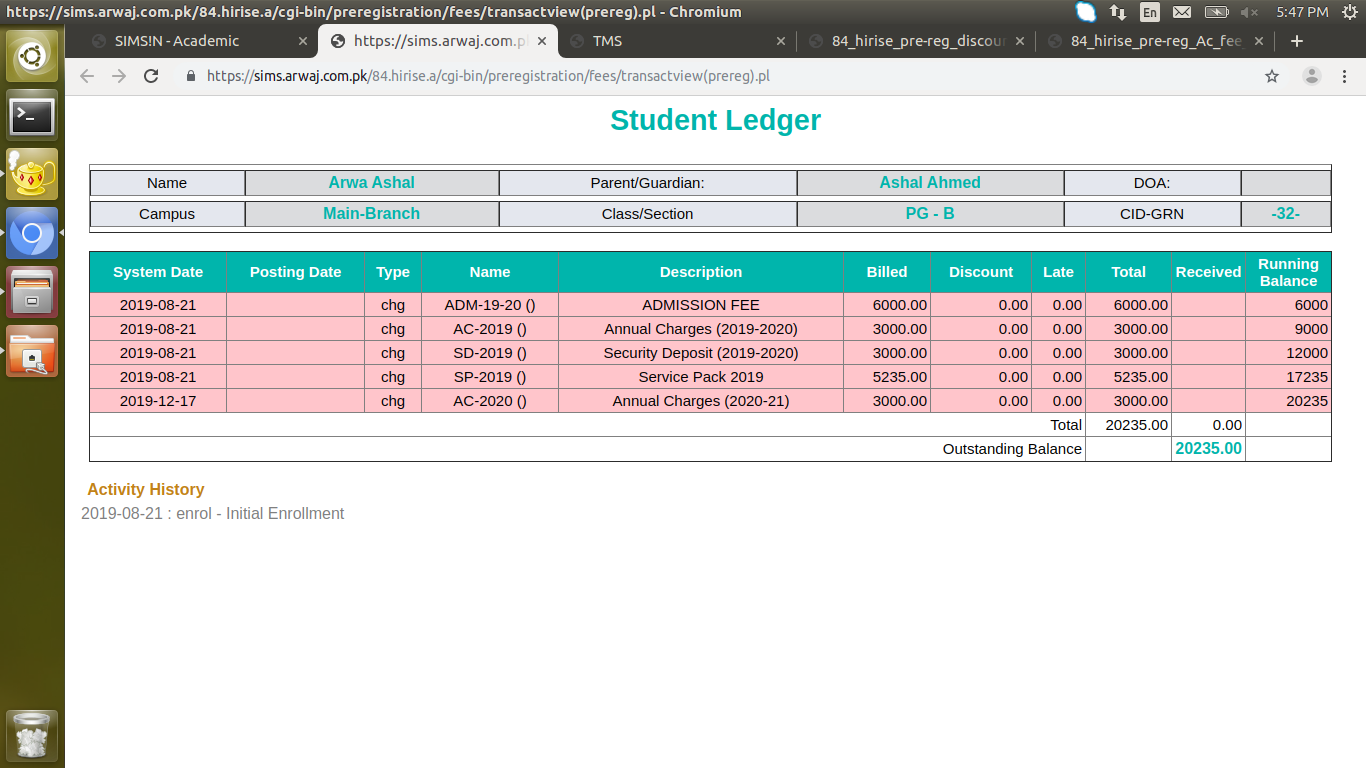 https://sims.arwaj.com.pk/84.hirise.a/cgi-bin/preregistration/fees/transactview(prereg).pl - Chromium En 5:47 PM
SIMS!N - Academic https://sims.arwaj.com.p TMS 84_hirise_pre-reg_discou 84_hirise_pre-reg_Ac_fee
https://sims.arwaj.com.pk/84.hirise.a/cgi-bin/preregistration/fees/transactview(prereg).pl
Student Ledger
Name Arwa Ashal Parent/Guardian: Ashal Ahmed DOA:
Campus Main-Branch Class/Section PG - B CID-GRN -32-
System Date Posting Date Type Name Description Billed Discount Late Total Received Running Balance
2019-08-21 chg ADM-19-20 () ADMISSION FEE 6000.00 0.00 0.00 6000.00 6000
2019-08-21 chg AC-2019 () Annual Charges (2019-2020) 3000.00 0.00 0.00 3000.00 9000
2019-08-21 chg SD-2019 () Security Deposit (2019-2020) 3000.00 0.00 0.00 3000.00 12000
2019-08-21 chg SP-2019 () Service Pack 2019 5235.00 0.00 0.00 5235.00 17235
2019-12-17 chg AC-2020 () Annual Charges (2020-21) 3000.00 0.00 0.00 3000.00 20235
Total 20235.00 0.00
Outstanding Balance 20235.00
Activity History
2019-08-21 : enrol - Initial Enrollment